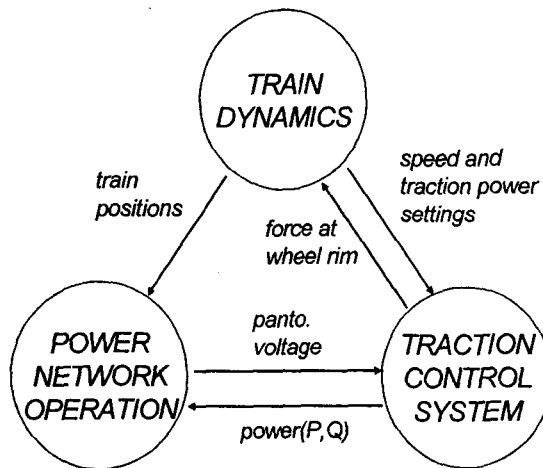 TRAIN
DYNAMICS
train
positions
speed and
traction power
settings
force at
wheel rim
POWER
NETWORK
OPERATION
panto.
voltage
power(P,Q)
TRACTION
CONTROL
SYSTEM